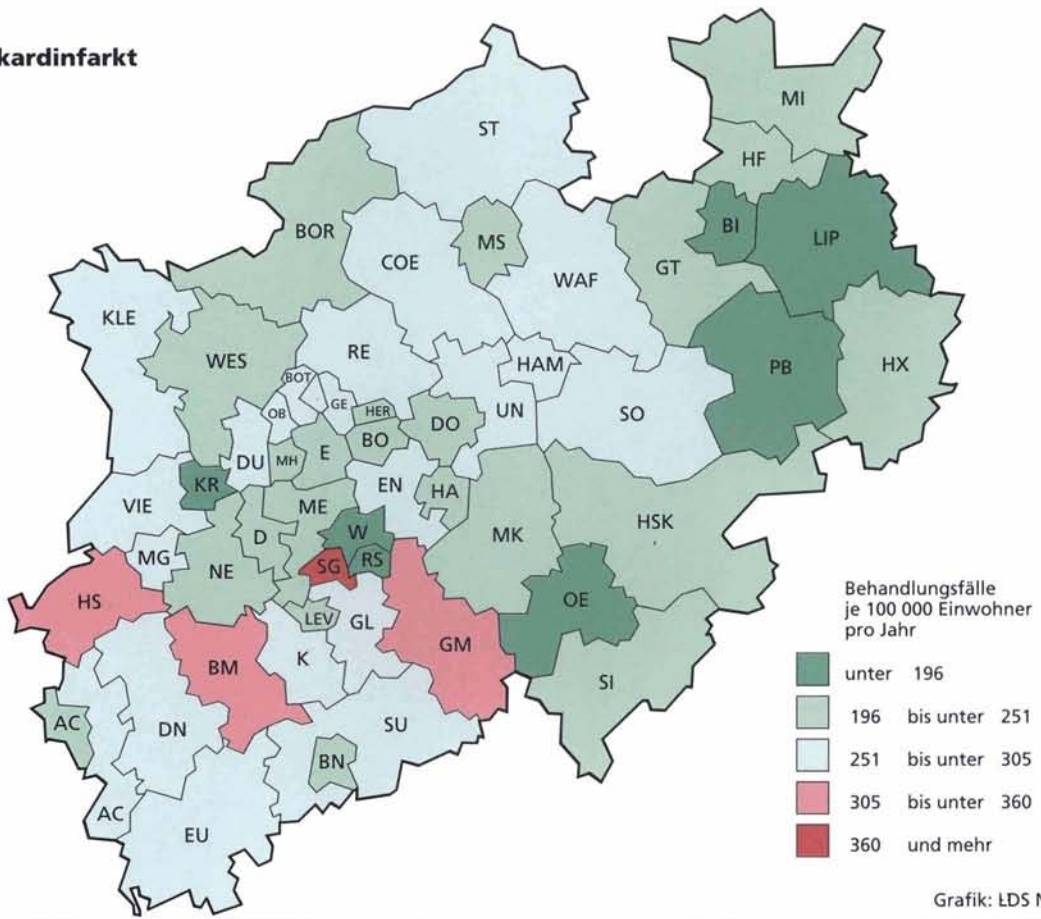 kardinfarkt
MI
ST
HF
BI
LIP
BOR
MS
COE
GT
WAF
KLE
RE
HAM
WES
PB
HX
BOT
GE
OB
HER
UN
SO
DO
BO
E
DU
MH
KR
EN
HA
VIE
ME
HSK
D
W
MK
MG
SG
RS
NE
HS
OE
LEV
GL
GM
K
BM
SI
AC
DN
SU
BN
AC
EU
Behandlungsfälle
je 100 000 Einwohner
pro Jahr
unter 196
196 bis unter 251
251 bis unter 305
305 bis unter 360
360 und mehr
Grafik: LDS